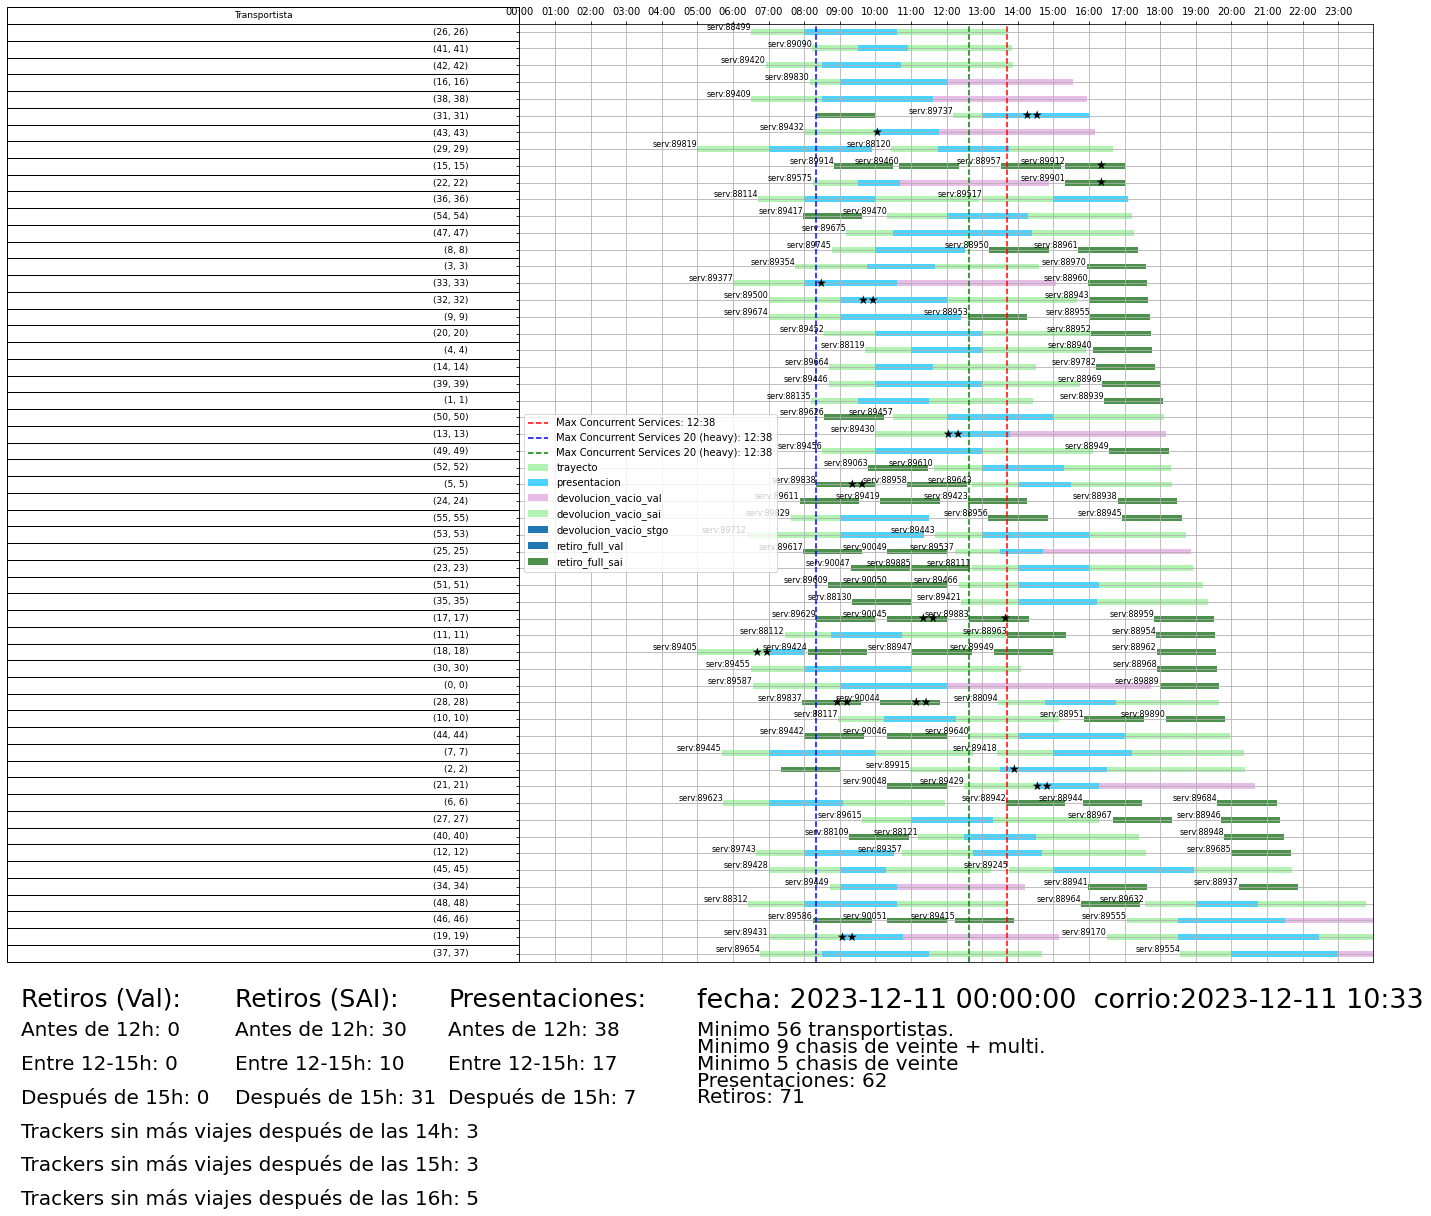 Transportista
00:00 01:00 02:00 03:00 04:00 05:00 06:00 07:00 08:00 09:00 10:00 11:00 12:00 13:00 14:00 15:00 16:00 17:00 18:00 19:00 20:00 21:00 22:00 23:00
(26, 26) serv:88499
(41, 41) serv:89090
(42, 42) serv:89420
(16, 16) serv:89830
(38, 38) serv:89409
(31, 31) serv:89737
(43, 43) serv:89432
(29, 29) serv:89819 serv:88120
(15, 15) serv:89914 serv:89460 serv:88957 serv:89912
(22, 22) serv:89575 serv:89901
(36, 36) serv:88114 serv:89517
(54, 54) serv:89417 serv:89470
(47, 47) serv:89675
(8, 8) serv:89745 serv:88950 serv:88961
(3, 3) serv:89354 serv:88970
(33, 33) serv:89377 serv:88960
(32, 32) serv:89500 serv:88943
(9, 9) serv:89674 serv:88953 serv:88955
(20, 20) serv:89452 serv:88952
(4, 4) serv:88119 serv:88940
(14, 14) serv:89664 serv:89782
(39, 39) serv:89446 serv:88969
(1, 1) serv:88135 serv:88939
(50, 50) serv:89626 serv:89457
(13, 13) serv:89430
(49, 49) serv:89456 serv:88949
(52, 52) serv:89063 serv:89610
(5, 5) serv:89838 serv:88958 serv:89643
(24, 24) serv:89611 serv:89419 serv:89423 serv:88938
(55, 55) serv:89829 serv:88956 serv:88945
(53, 53) serv:89712 serv:89443
(25, 25) serv:89617 serv:90049 serv:89537
(23, 23) serv:90047 serv:89885 serv:88111
(51, 51) serv:89609 serv:90050 serv:89466
(35, 35) serv:88130 serv:89421
(17, 17) serv:89629 serv:90045 serv:89883 serv:88959
(11, 11) serv:88112 serv:88963 serv:88954
(18, 18) serv:89405 serv:89424 serv:88947 serv:89949 serv:88962
(30, 30) serv:89455 serv:88968
(0, 0) serv:89587 serv:89889
(28, 28) serv:89837 serv:90044 serv:88094
(10, 10) serv:88117 serv:88951 serv:89890
(44, 44) serv:89442 serv:90046 serv:89640
(7, 7) serv:89445 serv:89418
(2, 2) serv:89915
(21, 21) serv:90048 serv:89429
(6, 6) serv:89623 serv:88942 serv:88944 serv:89684
(27, 27) serv:89615 serv:88967 serv:88946
(40, 40) serv:88109 serv:88121 serv:88948
(12, 12) serv:89743 serv:89357 serv:89685
(45, 45) serv:89428 serv:89245
(34, 34) serv:89449 serv:88941 serv:88937
(48, 48) serv:88312 serv:88964 serv:89632
(46, 46) serv:89586 serv:90051 serv:89415 serv:89555
(19, 19) serv:89431 serv:89170
(37, 37) serv:89654 serv:89554
Max Concurrent Services: 12:38
Max Concurrent Services 20 (heavy): 12:38
Max Concurrent Services 20 (heavy): 12:38
trayecto
presentacion
devolucion_vacio_val
devolucion_vacio_sai
devolucion_vacio_stgo
retiro_full_val
retiro_full_sai
Retiros (Val):
Antes de 12h: 0
Entre 12-15h: 0
Después de 15h: 0
Retiros (SAI):
Antes de 12h: 30
Entre 12-15h: 10
Después de 15h: 31
Presentaciones:
Antes de 12h: 38
Entre 12-15h: 17
Después de 15h: 7
Trackers sin más viajes después de las 14h: 3
Trackers sin más viajes después de las 15h: 3
Trackers sin más viajes después de las 16h: 5
fecha: 2023-12-11 00:00:00 corrio:2023-12-11 10:33
Minimo 56 transportistas.
Minimo 9 chasis de veinte + multi.
Minimo 5 chasis de veinte
Presentaciones: 62
Retiros: 71